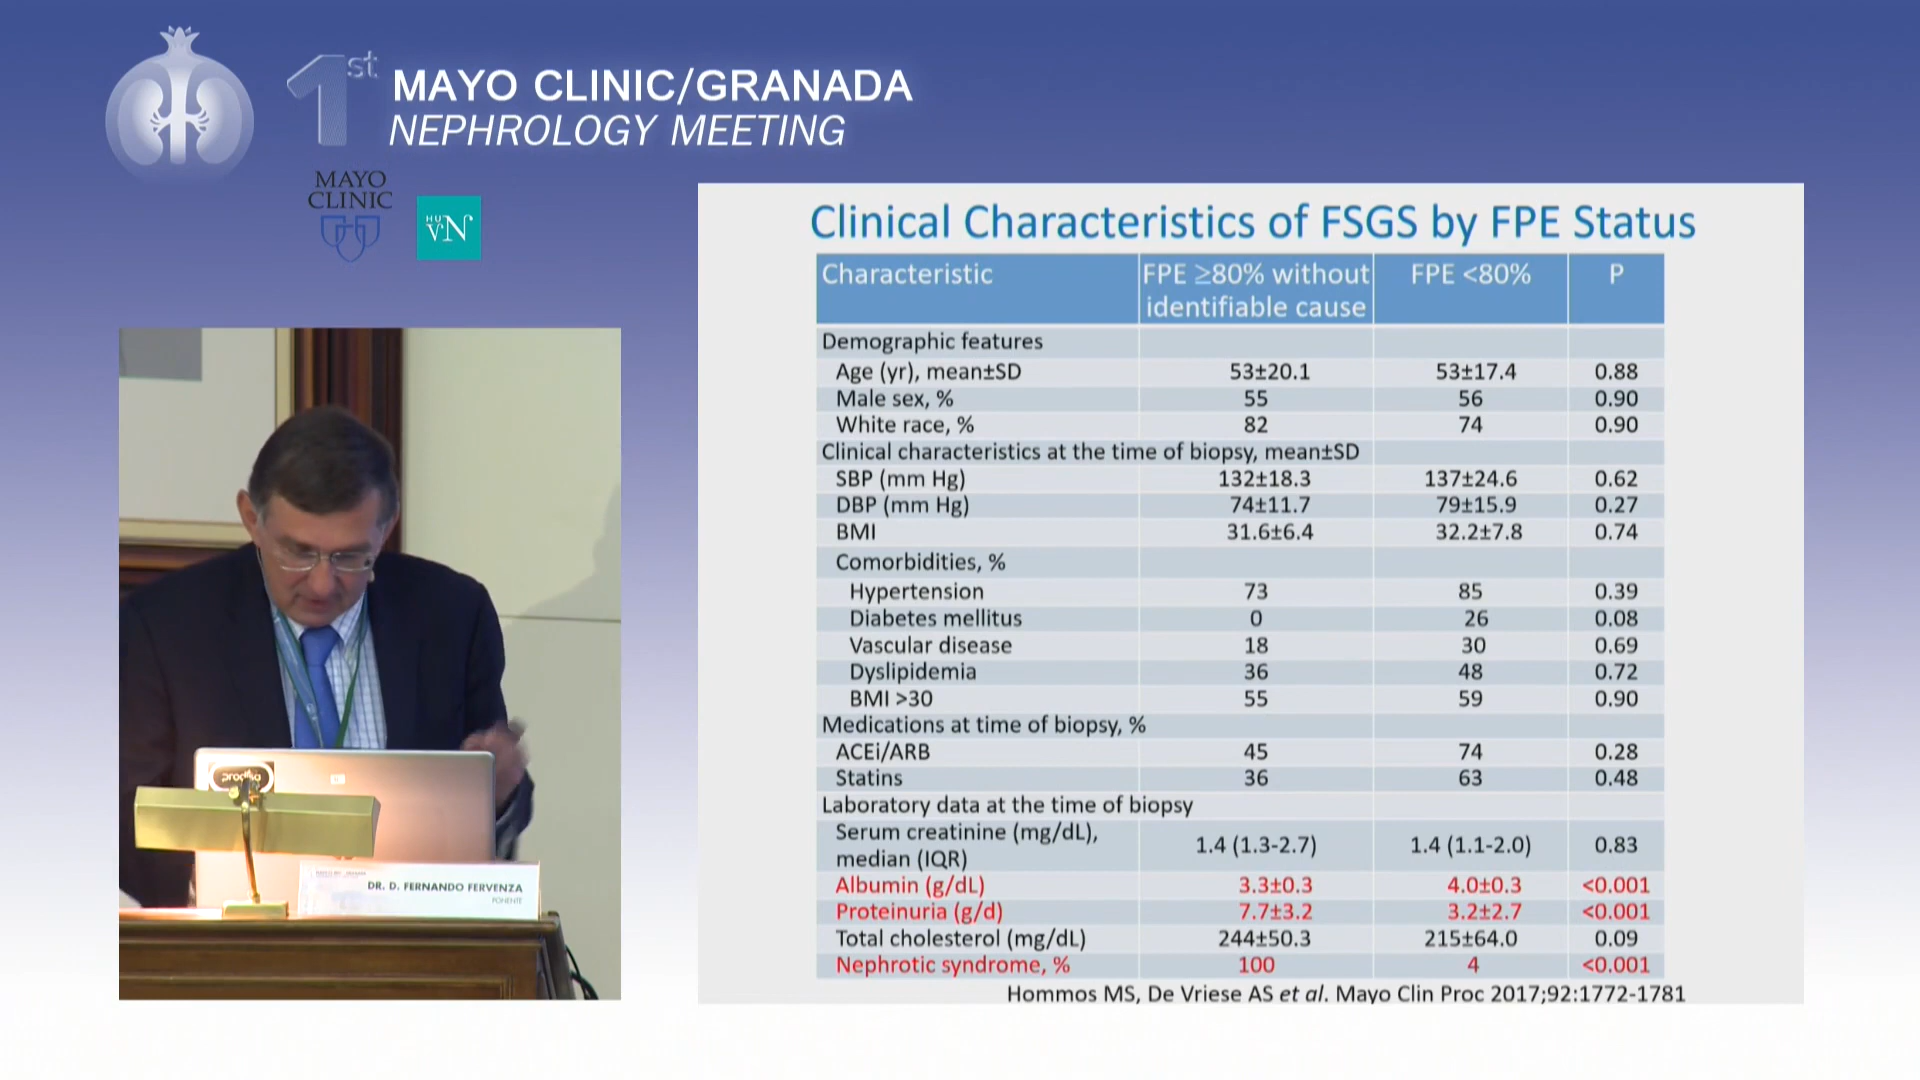 1st MAYO CLINIC/GRANADA
NEPHROLOGY MEETING
MAYO
CLINIC
HU
VN
Clinical Characteristics of FSGS by FPE Status
Characteristic FPE ≥80% without identifiable cause FPE <80% P
Demographic features
Age (yr), mean±SD 53±20.1 53±17.4 0.88
Male sex, % 55 56 0.90
White race, % 82 74 0.90
Clinical characteristics at the time of biopsy, mean±SD
SBP (mm Hg) 132±18.3 137±24.6 0.62
DBP (mm Hg) 74±11.7 79±15.9 0.27
BMI 31.6±6.4 32.2±7.8 0.74
Comorbidities, %
Hypertension 73 85 0.39
Diabetes mellitus 0 26 0.08
Vascular disease 18 30 0.69
Dyslipidemia 36 48 0.72
BMI >30 55 59 0.90
Medications at time of biopsy, %
ACEi/ARB 45 74 0.28
Statins 36 63 0.48
Laboratory data at the time of biopsy
Serum creatinine (mg/dL), median (IQR) 1.4 (1.3-2.7) 1.4 (1.1-2.0) 0.83
Albumin (g/dL) 3.3±0.3 4.0±0.3 <0.001
Proteinuria (g/d) 7.7±3.2 3.2±2.7 <0.001
Total cholesterol (mg/dL) 244±50.3 215±64.0 0.09
Nephrotic syndrome, % 100 4 <0.001
Hommos MS, De Vriese AS et al. Mayo Clin Proc 2017;92:1772-1781
DR. D. FERNANDO FERVENZA
PONENTE